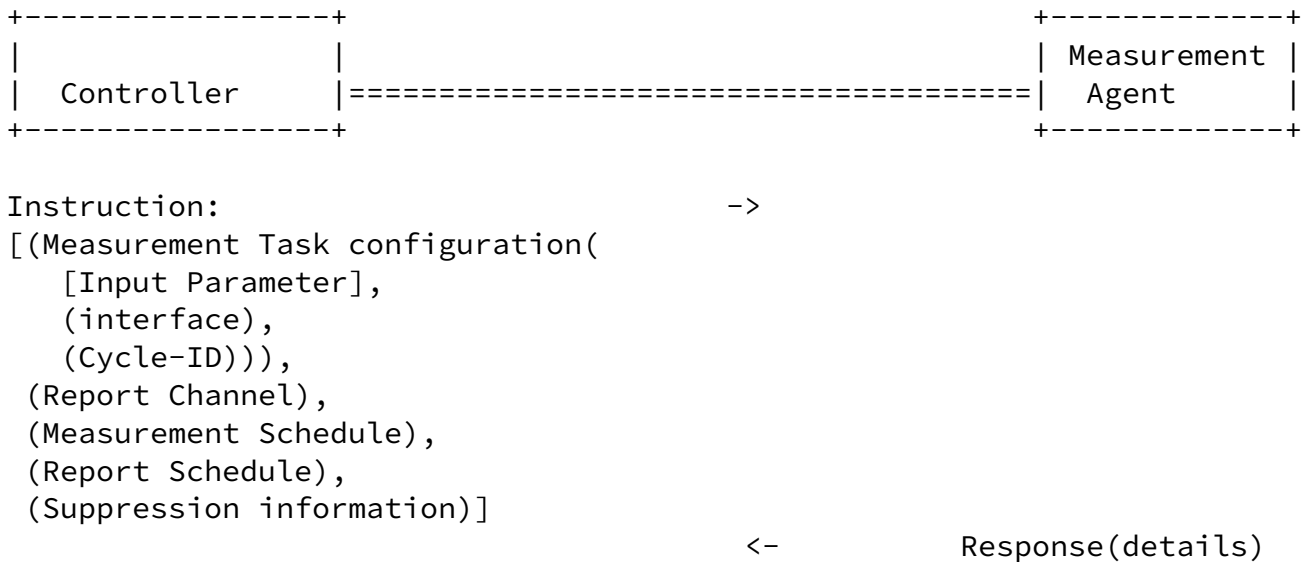 +-----------------+                                      +-------------+
|                 |                                      | Measurement |
|  Controller     |======================================|  Agent      |
+-----------------+                                      +-------------+

Instruction:                            ->
[(Measurement Task configuration(
   [Input Parameter],
   (interface),
   (Cycle-ID))),
 (Report Channel),
 (Measurement Schedule),
 (Report Schedule),
 (Suppression information)]
                                         <-          Response(details)